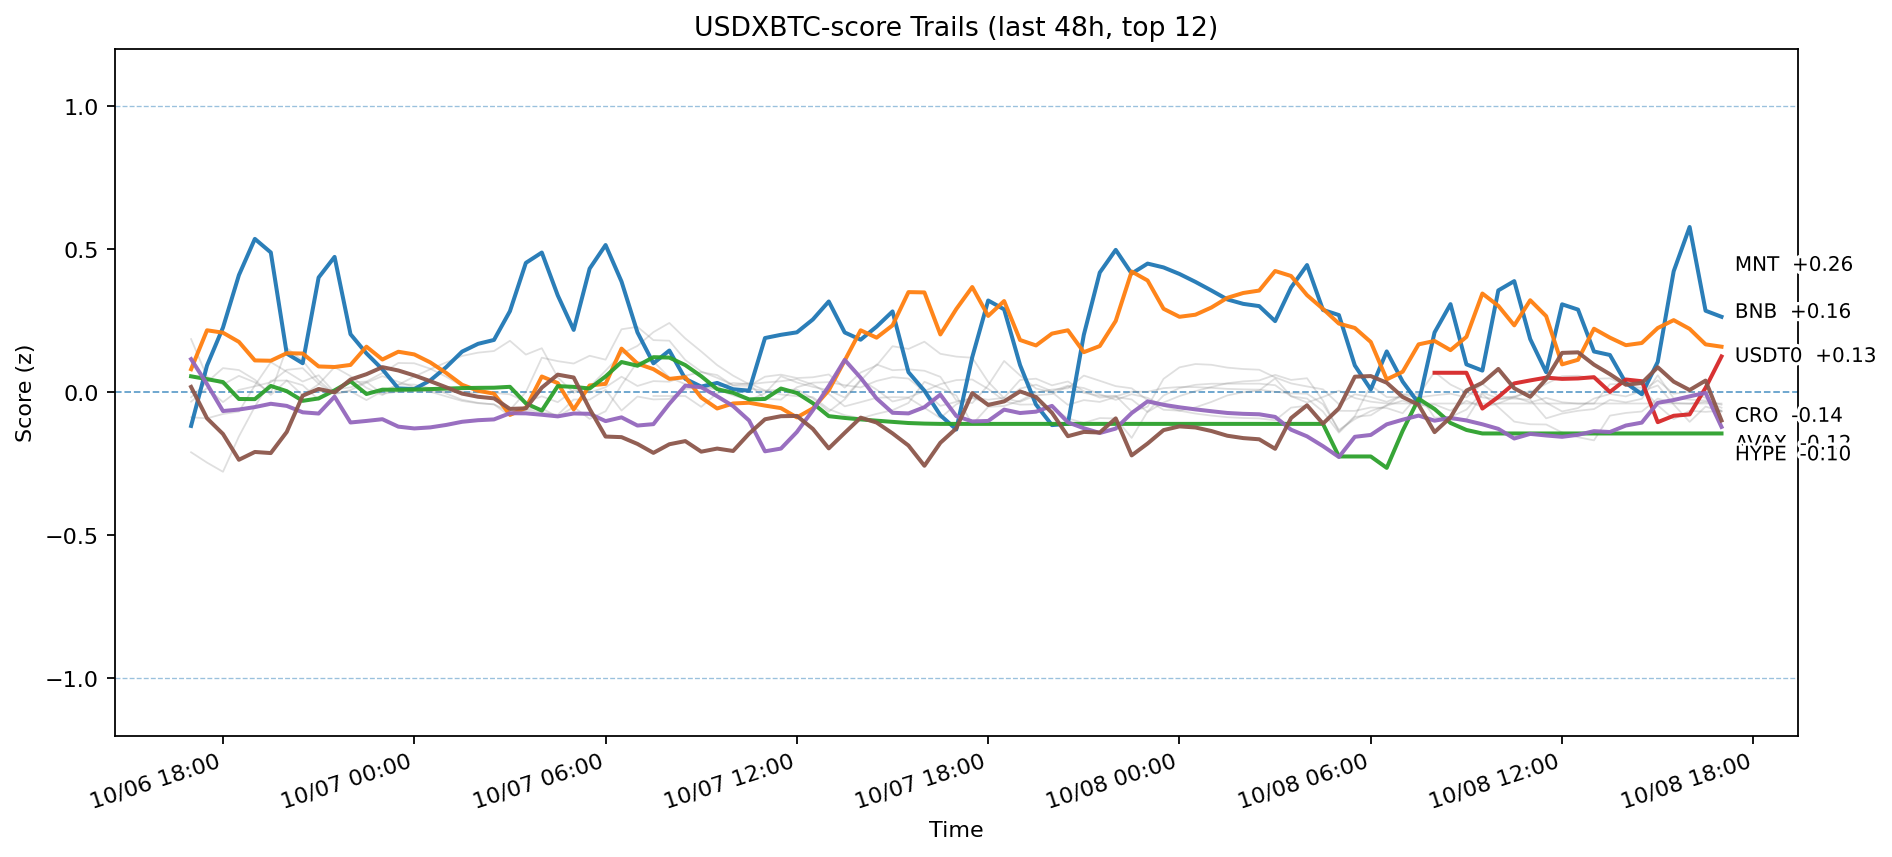 USDXBTC-score Trails (last 48h, top 12)
Score (z)
1.0
0.5
0.0
−0.5
−1.0
MNT +0.26
BNB +0.16
USDT0 +0.13
CRO -0.14
AVAX -0.12
HYPE -0.10
10/06 18:00
10/07 00:00
10/07 06:00
10/07 12:00
10/07 18:00
10/08 00:00
10/08 06:00
10/08 12:00
10/08 18:00
Time